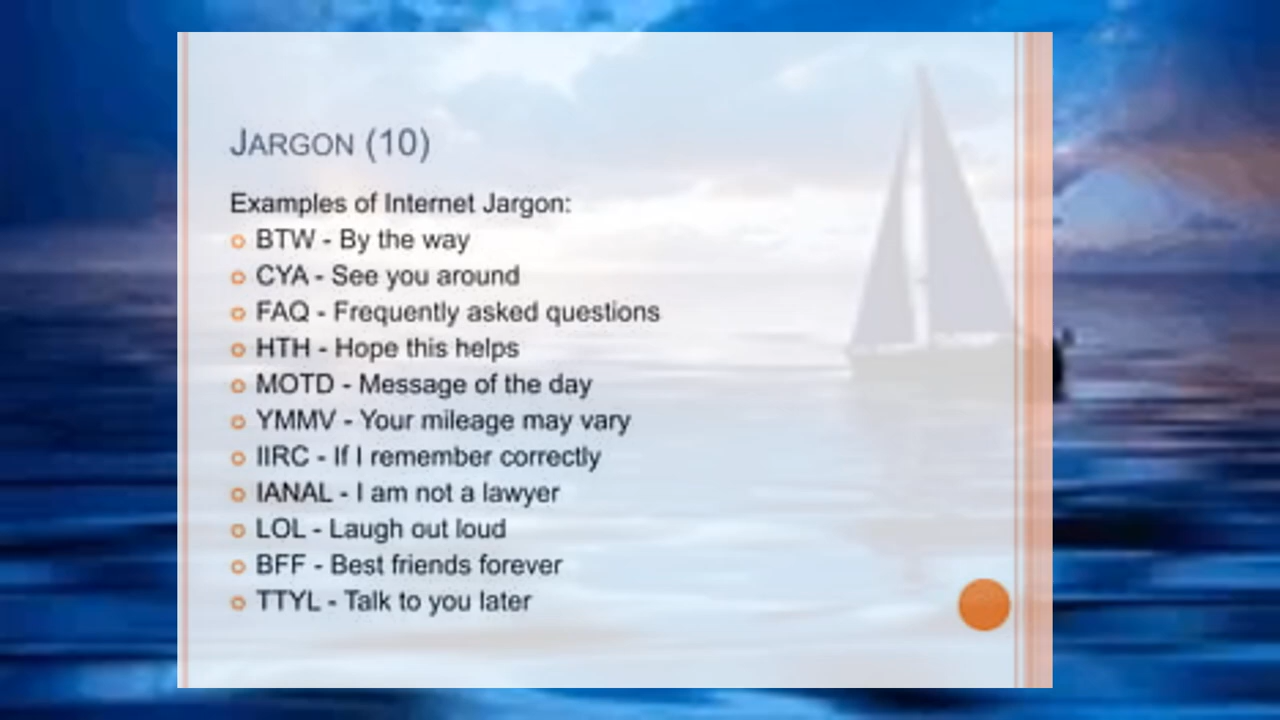 JARGON (10)
Examples of Internet Jargon:
BTW - By the way
CYA - See you around
FAQ - Frequently asked questions
HTH - Hope this helps
MOTD - Message of the day
YMMV - Your mileage may vary
IIRC - If I remember correctly
IANAL - I am not a lawyer
LOL - Laugh out loud
BFF - Best friends forever
TTYL - Talk to you later